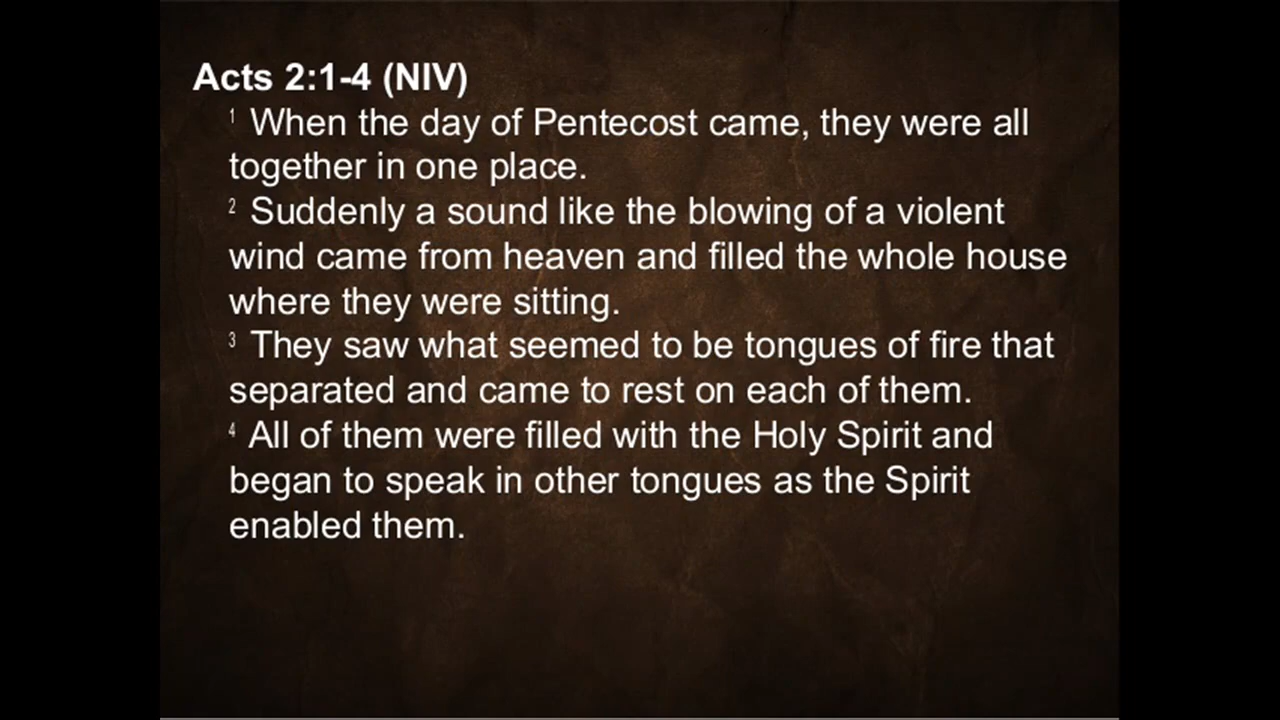 Acts 2:1-4 (NIV)
1 When the day of Pentecost came, they were all
together in one place.
2 Suddenly a sound like the blowing of a violent
wind came from heaven and filled the whole house
where they were sitting.
3 They saw what seemed to be tongues of fire that
separated and came to rest on each of them.
4 All of them were filled with the Holy Spirit and
began to speak in other tongues as the Spirit
enabled them.